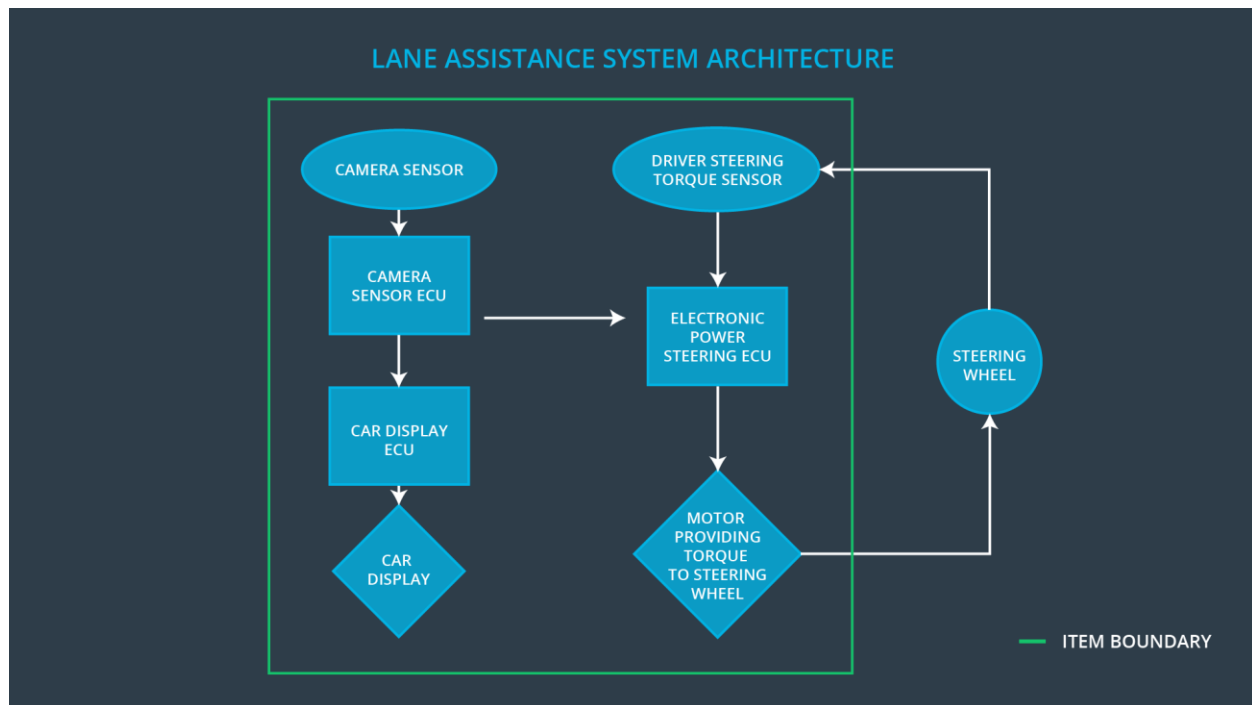 LANE ASSISTANCE SYSTEM ARCHITECTURE
CAMERA SENSOR
DRIVER STEERING
TORQUE SENSOR
CAMERA
SENSOR ECU
ELECTRONIC
POWER
STEERING ECU
STEERING
WHEEL
CAR DISPLAY
ECU
CAR
DISPLAY
MOTOR
PROVIDING
TORQUE
TO STEERING
WHEEL
ITEM BOUNDARY